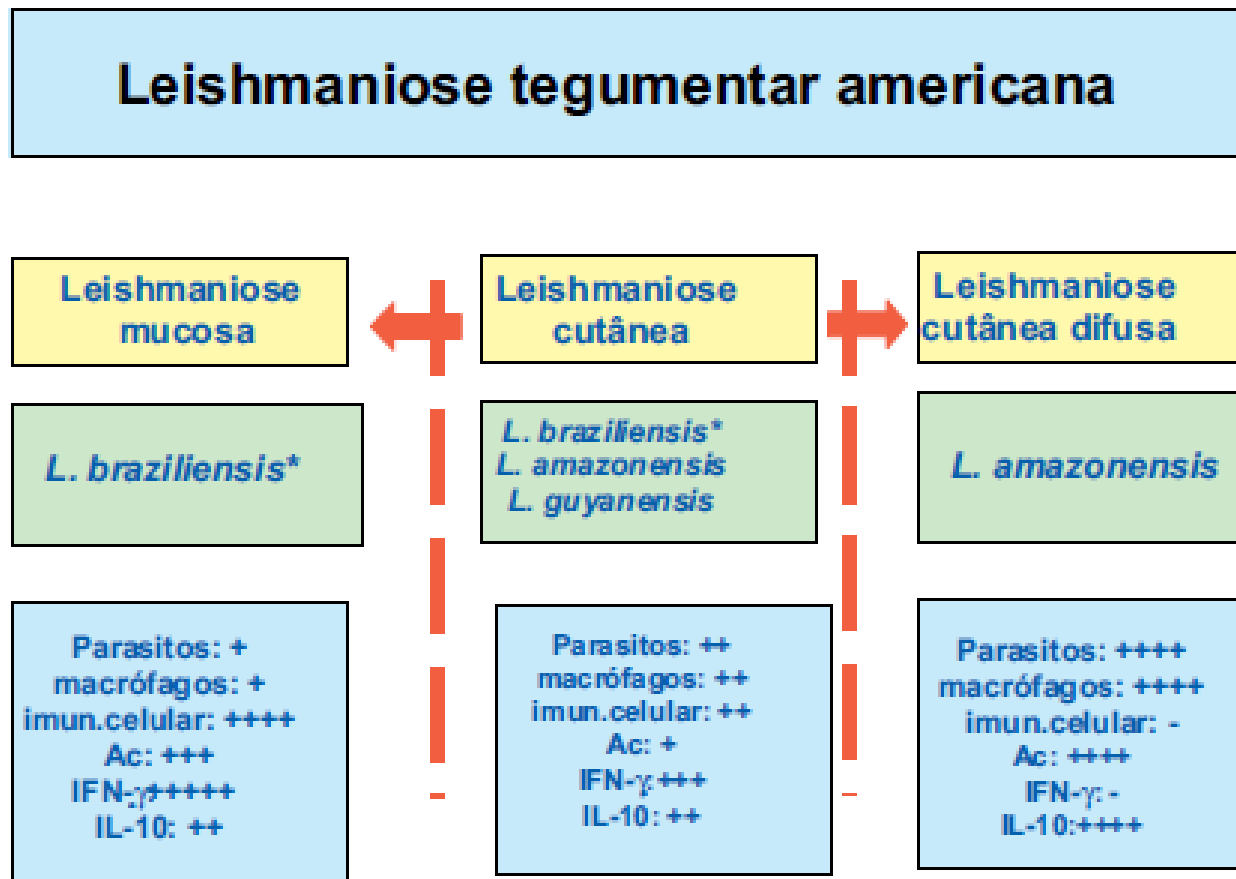 Leishmaniose tegumentar americana
Leishmaniose
mucosa
Leishmaniose
cutânea
Leishmaniose
cutânea difusa
L. braziliensis*
L. braziliensis*
L. amazonensis
L. guyanensis
L. amazonensis
Parasitos: +
macrófagos: +
imun.celular: ++++
Ac: +++
IFN-γ:+++++
IL-10: ++
Parasitos: ++
macrófagos: ++
imun.celular: ++
Ac: +
IFN-γ:+++
IL-10: ++
Parasitos: ++++
macrófagos: ++++
imun.celular: -
Ac: ++++
IFN-γ: -
IL-10:++++